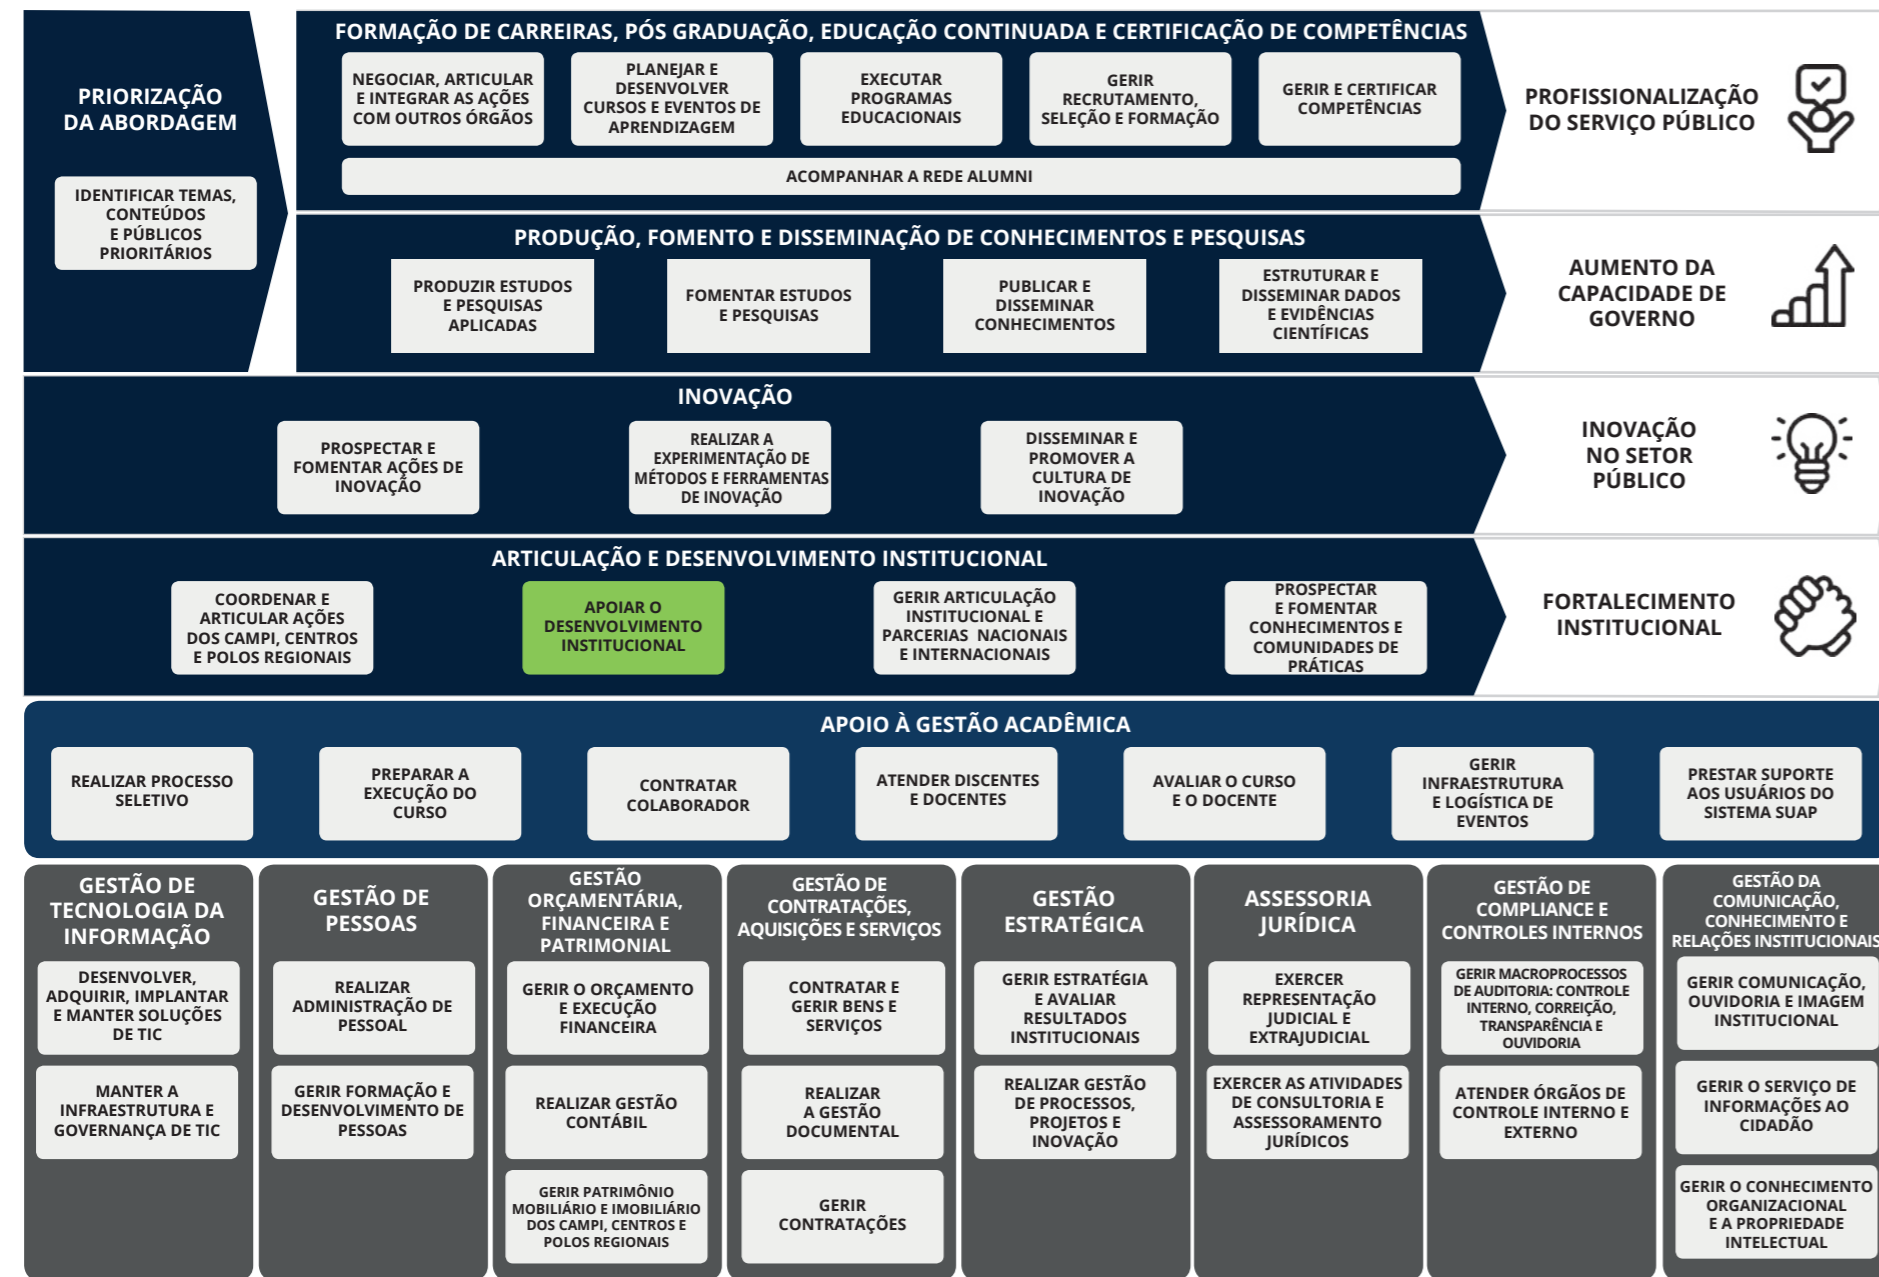 PRIORIZAÇÃO
DA ABORDAGEM
IDENTIFICAR TEMAS,
CONTEÚDOS
E PÚBLICOS
PRIORITÁRIOS
FORMAÇÃO DE CARREIRAS, PÓS GRADUAÇÃO, EDUCAÇÃO CONTINUADA E CERTIFICAÇÃO DE COMPETÊNCIAS
NEGOCIAR, ARTICULAR
E INTEGRAR AS AÇÕES
COM OUTROS ÓRGÃOS
PLANEJAR E
DESENVOLVER
CURSOS E EVENTOS DE
APRENDIZAGEM
EXECUTAR
PROGRAMAS
EDUCACIONAIS
GERIR
RECRUTAMENTO,
SELEÇÃO E FORMAÇÃO
GERIR E CERTIFICAR
COMPETÊNCIAS
ACOMPANHAR A REDE ALUMNI
PROFISSIONALIZAÇÃO
DO SERVIÇO PÚBLICO
PRODUÇÃO, FOMENTO E DISSEMINAÇÃO DE CONHECIMENTOS E PESQUISAS
PRODUZIR ESTUDOS
E PESQUISAS
APLICADAS
FOMENTAR ESTUDOS
E PESQUISAS
PUBLICAR E
DISSEMINAR
CONHECIMENTOS
ESTRUTURAR E
DISSEMINAR DADOS
E EVIDÊNCIAS
CIENTÍFICAS
AUMENTO DA
CAPACIDADE DE
GOVERNO
INOVAÇÃO
PROSPECTAR E
FOMENTAR AÇÕES DE
INOVAÇÃO
REALIZAR A
EXPERIMENTAÇÃO DE
MÉTODOS E FERRAMENTAS
DE INOVAÇÃO
DISSEMINAR E
PROMOVER A
CULTURA DE
INOVAÇÃO
INOVAÇÃO
NO SETOR
PÚBLICO
ARTICULAÇÃO E DESENVOLVIMENTO INSTITUCIONAL
COORDENAR E
ARTICULAR AÇÕES
DOS CAMPI, CENTROS
E POLOS REGIONAIS
APOIAR O
DESENVOLVIMENTO
INSTITUCIONAL
GERIR ARTICULAÇÃO
INSTITUCIONAL E
PARCERIAS NACIONAIS
E INTERNACIONAIS
PROSPECTAR
E FOMENTAR
CONHECIMENTOS E
COMUNIDADES DE
PRÁTICAS
FORTALECIMENTO
INSTITUCIONAL
APOIO À GESTÃO ACADÊMICA
REALIZAR PROCESSO
SELETIVO
PREPARAR A
EXECUÇÃO DO
CURSO
CONTRATAR
COLABORADOR
ATENDER DISCENTES
E DOCENTES
AVALIAR O CURSO
E O DOCENTE
GERIR
INFRAESTRUTURA
E LOGÍSTICA DE
EVENTOS
PRESTAR SUPORTE
AOS USUÁRIOS DO
SISTEMA SUAP
GESTÃO DE
TECNOLOGIA DA
INFORMAÇÃO
DESENVOLVER,
ADQUIRIR, IMPLANTAR
E MANTER SOLUÇÕES
DE TIC
MANTER A
INFRAESTRUTURA E
GOVERNANÇA DE TIC
GESTÃO DE
PESSOAS
REALIZAR
ADMINISTRAÇÃO DE
PESSOAL
GERIR FORMAÇÃO E
DESENVOLVIMENTO DE
PESSOAS
GESTÃO
ORÇAMENTÁRIA,
FINANCEIRA E
PATRIMONIAL
GERIR O ORÇAMENTO
E EXECUÇÃO
FINANCEIRA
REALIZAR GESTÃO
CONTÁBIL
GERIR PATRIMÔNIO
MOBILIÁRIO E IMOBILIÁRIO
DOS CAMPI, CENTROS E
POLOS REGIONAIS
GESTÃO DE
CONTRATAÇÕES,
AQUISIÇÕES E SERVIÇOS
CONTRATAR E
GERIR BENS E
SERVIÇOS
REALIZAR
A GESTÃO
DOCUMENTAL
GERIR
CONTRATAÇÕES
GESTÃO
ESTRATÉGICA
GERIR ESTRATÉGIA
E AVALIAR
RESULTADOS
INSTITUCIONAIS
REALIZAR GESTÃO
DE PROCESSOS,
PROJETOS E
INOVAÇÃO
ASSESSORIA
JURÍDICA
EXERCER
REPRESENTAÇÃO
JUDICIAL E
EXTRAJUDICIAL
EXERCER AS ATIVIDADES
DE CONSULTORIA E
ASSESSORAMENTO
JURÍDICOS
GESTÃO DE
COMPLIANCE E
CONTROLES INTERNOS
GERIR MACROPROCESSOS
DE AUDITORIA: CONTROLE
INTERNO, CORREIÇÃO,
TRANSPARÊNCIA E
OUVIDORIA
ATENDER ÓRGÃOS DE
CONTROLE INTERNO E
EXTERNO
GESTÃO DA
COMUNICAÇÃO,
CONHECIMENTO E
RELAÇÕES INSTITUCIONAIS
GERIR COMUNICAÇÃO,
OUVIDORIA E IMAGEM
INSTITUCIONAL
GERIR O SERVIÇO DE
INFORMAÇÕES AO
CIDADÃO
GERIR O CONHECIMENTO
ORGANIZACIONAL
E A PROPRIEDADE
INTELECTUAL